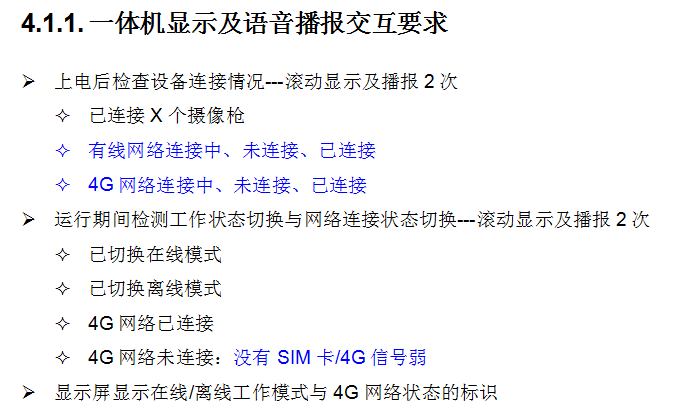 4.1.1. 一体机显示及语音播报交互要求
➢ 上电后检查设备连接情况---滚动显示及播报 2 次
✧ 已连接 X 个摄像枪
✧ 有线网络连接中、未连接、已连接
✧ 4G 网络连接中、未连接、已连接
➢ 运行期间检测工作状态切换与网络连接状态切换---滚动显示及播报 2 次
✧ 已切换在线模式
✧ 已切换离线模式
✧ 4G 网络已连接
✧ 4G 网络未连接：没有 SIM 卡/4G 信号弱
➢ 显示屏显示在线/离线工作模式与 4G 网络状态的标识